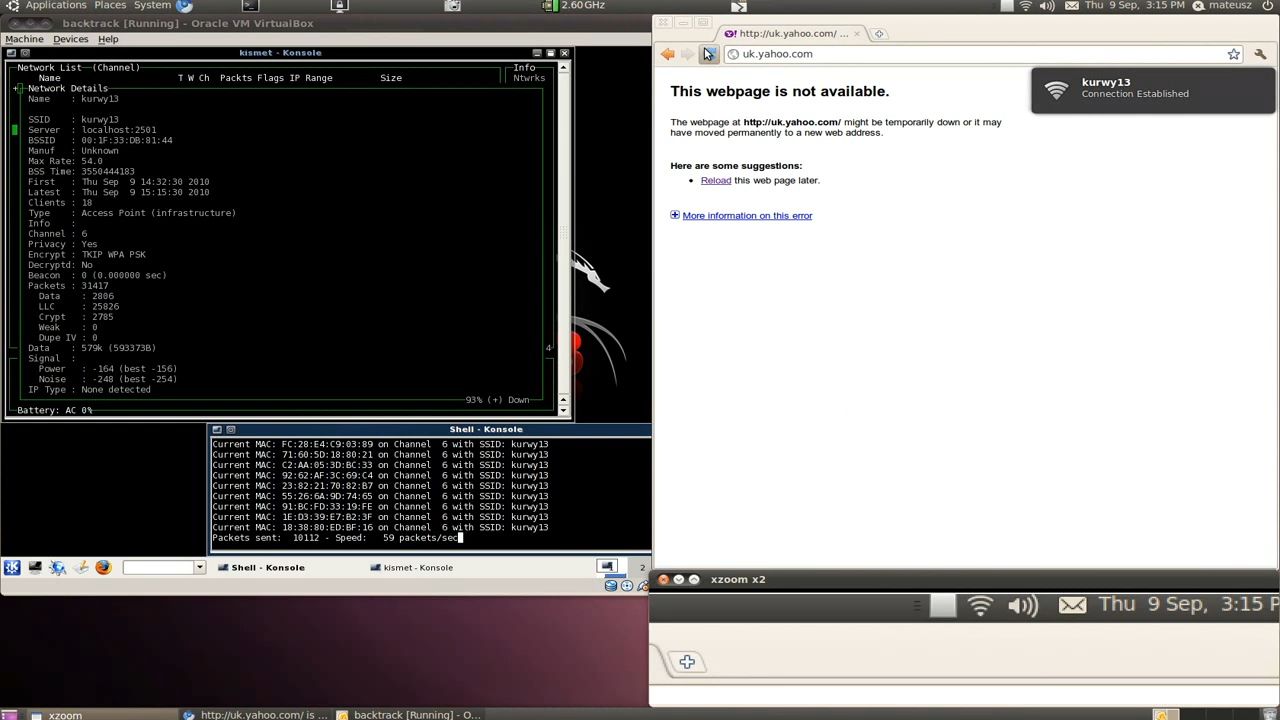 Applications Places System
2.60GHz
Thu 9 Sep, 3:15 PM
mateusz
backtrack [Running] - Oracle VM VirtualBox
Machine Devices Help
kismet - Konsole
Network List—(Channel)
Info
Name T W Ch Packts Flags IP Range Size
Ntwrks
Network Details
Name : kurwy13
SSID : kurwy13
Server : localhost:2501
BSSID : 00:1F:33:DB:81:44
Manuf : Unknown
Max Rate: 54.0
BSS Time: 3550444183
First : Thu Sep 9 14:32:30 2010
Latest : Thu Sep 9 15:15:30 2010
Clients : 18
Type : Access Point (infrastructure)
Info :
Channel : 6
Privacy : Yes
Encrypt : TKIP WPA PSK
Decryptd: No
Beacon : 0 (0.000000 sec)
Packets : 31417
Data : 2806
LLC : 25826
Crypt : 2785
Weak : 0
Dupe IV : 0
Data : 579k (593373B)
4
Signal :
Power : -164 (best -156)
Noise : -248 (best -254)
IP Type : None detected
93% (+) Down
Battery: AC 0%
Shell - Konsole
Current MAC: FC:28:E4:C9:03:89 on Channel 6 with SSID: kurwy13
Current MAC: 71:60:5D:18:80:21 on Channel 6 with SSID: kurwy13
Current MAC: C2:AA:05:3D:BC:33 on Channel 6 with SSID: kurwy13
Current MAC: 92:62:AF:3C:69:C4 on Channel 6 with SSID: kurwy13
Current MAC: 23:82:21:70:82:B7 on Channel 6 with SSID: kurwy13
Current MAC: 55:26:6A:9D:74:65 on Channel 6 with SSID: kurwy13
Current MAC: 91:BC:FD:33:19:FE on Channel 6 with SSID: kurwy13
Current MAC: 1E:D3:39:E7:B2:3F on Channel 6 with SSID: kurwy13
Current MAC: 18:38:80:ED:BF:16 on Channel 6 with SSID: kurwy13
Packets sent: 10112 - Speed: 59 packets/sec
Shell - Konsole
kismet - Konsole
2
http://uk.yahoo.com/ ...
uk.yahoo.com
This webpage is not available.
The webpage at http://uk.yahoo.com/ might be temporarily down or it may
have moved permanently to a new web address.
Here are some suggestions:
• Reload this web page later.
More information on this error
kurwy13
Connection Established
xzoom x2
Thu 9 Sep, 3:15 P
xzoom
http://uk.yahoo.com/ is ...
backtrack [Running] - O...